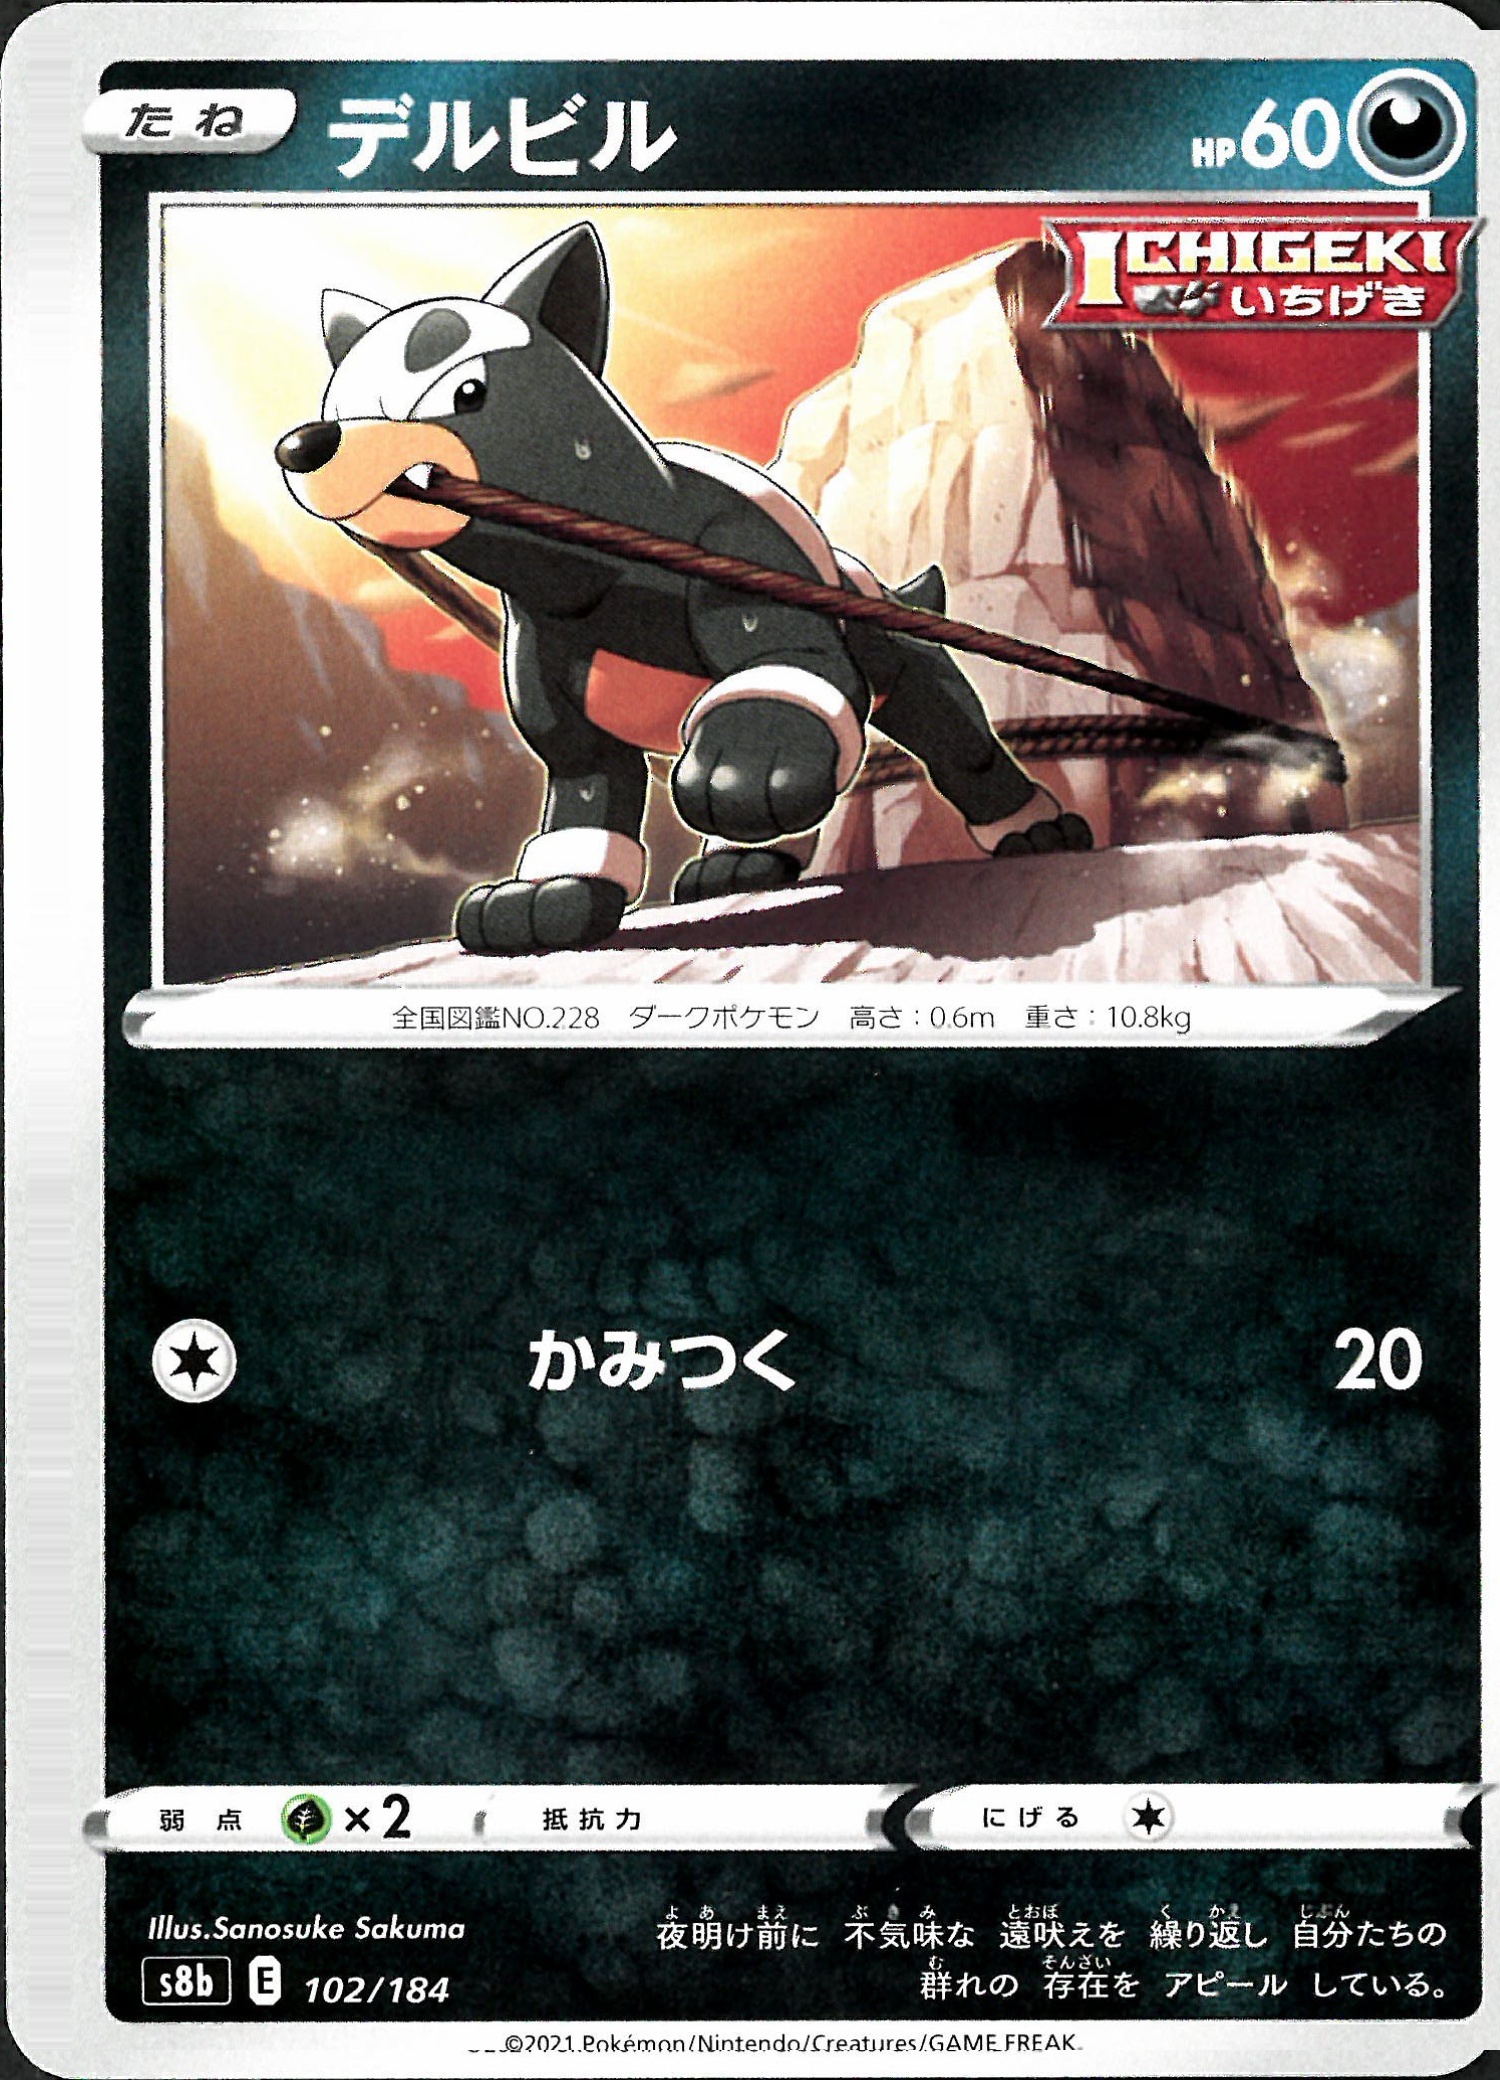 たね デルビル HP60
ICHIGEKI
いちげき
全国図鑑NO.228 ダークポケモン 高さ:0.6m 重さ:10.8kg
かみつく 20
弱点 ×2 抵抗力 にげる
Illus.Sanosuke Sakuma
s8b E 102/184
夜明け前に 不気味な 遠吠えを 繰り返し 自分たちの
群れの 存在を アピール している。
©2021 Pokémon/Nintendo/Creatures/GAME FREAK